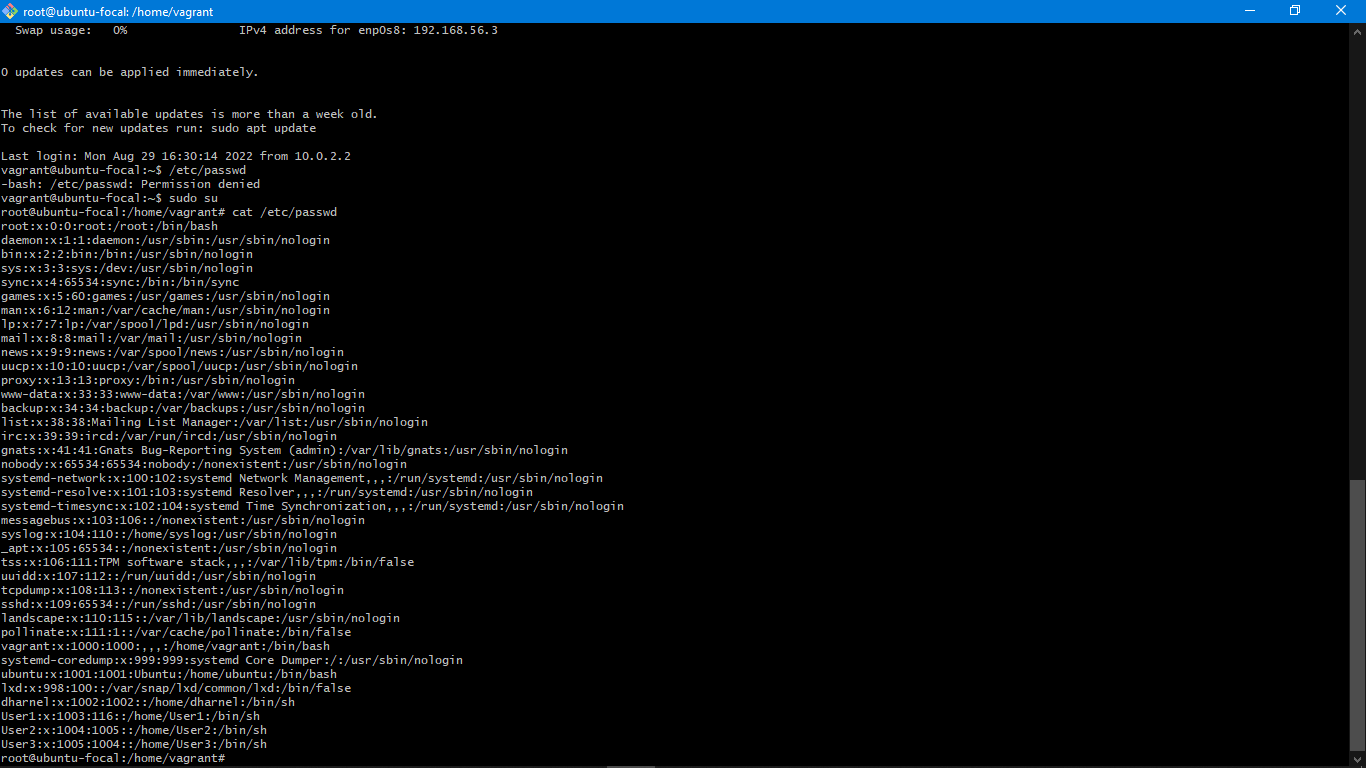 root@ubuntu-focal: /home/vagrant
Swap usage:   0%                IPv4 address for enp0s8: 192.168.56.3
0 updates can be applied immediately.
The list of available updates is more than a week old.
To check for new updates run: sudo apt update
Last login: Mon Aug 29 16:30:14 2022 from 10.0.2.2
vagrant@ubuntu-focal:~$ /etc/passwd
-bash: /etc/passwd: Permission denied
vagrant@ubuntu-focal:~$ sudo su
root@ubuntu-focal:/home/vagrant# cat /etc/passwd
root:x:0:0:root:/root:/bin/bash
daemon:x:1:1:daemon:/usr/sbin:/usr/sbin/nologin
bin:x:2:2:bin:/bin:/usr/sbin/nologin
sys:x:3:3:sys:/dev:/usr/sbin/nologin
sync:x:4:65534:sync:/bin:/bin/sync
games:x:5:60:games:/usr/games:/usr/sbin/nologin
man:x:6:12:man:/var/cache/man:/usr/sbin/nologin
lp:x:7:7:lp:/var/spool/lpd:/usr/sbin/nologin
mail:x:8:8:mail:/var/mail:/usr/sbin/nologin
news:x:9:9:news:/var/spool/news:/usr/sbin/nologin
uucp:x:10:10:uucp:/var/spool/uucp:/usr/sbin/nologin
proxy:x:13:13:proxy:/bin:/usr/sbin/nologin
www-data:x:33:33:www-data:/var/www:/usr/sbin/nologin
backup:x:34:34:backup:/var/backups:/usr/sbin/nologin
list:x:38:38:Mailing List Manager:/var/list:/usr/sbin/nologin
irc:x:39:39:ircd:/var/run/ircd:/usr/sbin/nologin
gnats:x:41:41:Gnats Bug-Reporting System (admin):/var/lib/gnats:/usr/sbin/nologin
nobody:x:65534:65534:nobody:/nonexistent:/usr/sbin/nologin
systemd-network:x:100:102:systemd Network Management,,,:/run/systemd:/usr/sbin/nologin
systemd-resolve:x:101:103:systemd Resolver,,,:/run/systemd:/usr/sbin/nologin
systemd-timesync:x:102:104:systemd Time Synchronization,,,:/run/systemd:/usr/sbin/nologin
messagebus:x:103:106::/nonexistent:/usr/sbin/nologin
syslog:x:104:110::/home/syslog:/usr/sbin/nologin
_apt:x:105:65534::/nonexistent:/usr/sbin/nologin
tss:x:106:111:TPM software stack,,,:/var/lib/tpm:/bin/false
uuidd:x:107:112::/run/uuidd:/usr/sbin/nologin
tcpdump:x:108:113::/nonexistent:/usr/sbin/nologin
sshd:x:109:65534::/run/sshd:/usr/sbin/nologin
landscape:x:110:115::/var/lib/landscape:/usr/sbin/nologin
pollinate:x:111:1::/var/cache/pollinate:/bin/false
vagrant:x:1000:1000:,,,:/home/vagrant:/bin/bash
systemd-coredump:x:999:999:systemd Core Dumper:/:/usr/sbin/nologin
ubuntu:x:1001:1001:Ubuntu:/home/ubuntu:/bin/bash
lxd:x:998:100::/var/snap/lxd/common/lxd:/bin/false
dharnel:x:1002:1002::/home/dharnel:/bin/sh
User1:x:1003:116::/home/User1:/bin/sh
User2:x:1004:1005::/home/User2:/bin/sh
User3:x:1005:1004::/home/User3:/bin/sh
root@ubuntu-focal:/home/vagrant#